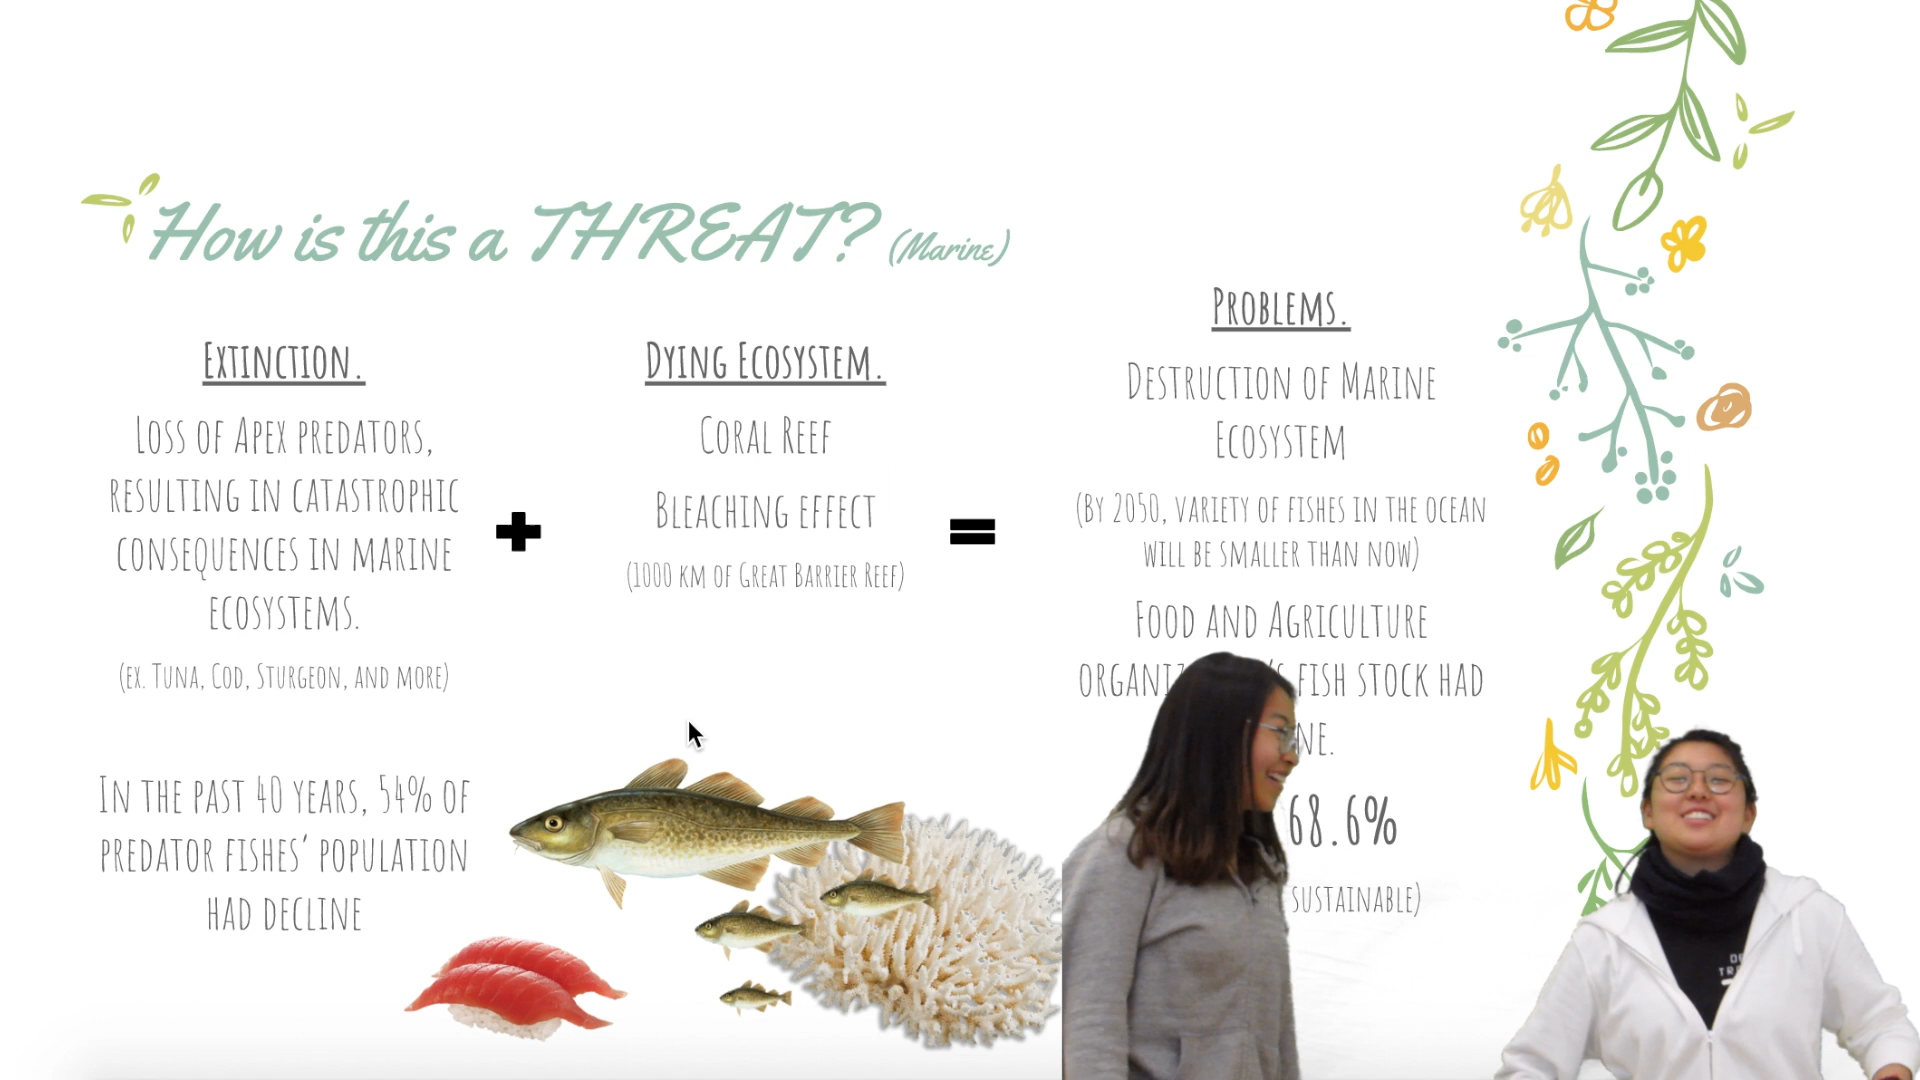 How is this a THREAT? (Marine)
Extinction.
Loss of Apex predators,
resulting in catastrophic
consequences in marine
ecosystems.
(ex. Tuna, Cod, Sturgeon, and more)
In the past 40 years, 54% of
predator fishes' population
had decline
Dying Ecosystem.
Coral Reef
Bleaching effect
(1000 km of Great Barrier Reef)
Problems.
Destruction of Marine
Ecosystem
(By 2050, variety of fishes in the ocean
will be smaller than now)
Food and Agriculture
fish stock had
68.6%
sustainable)